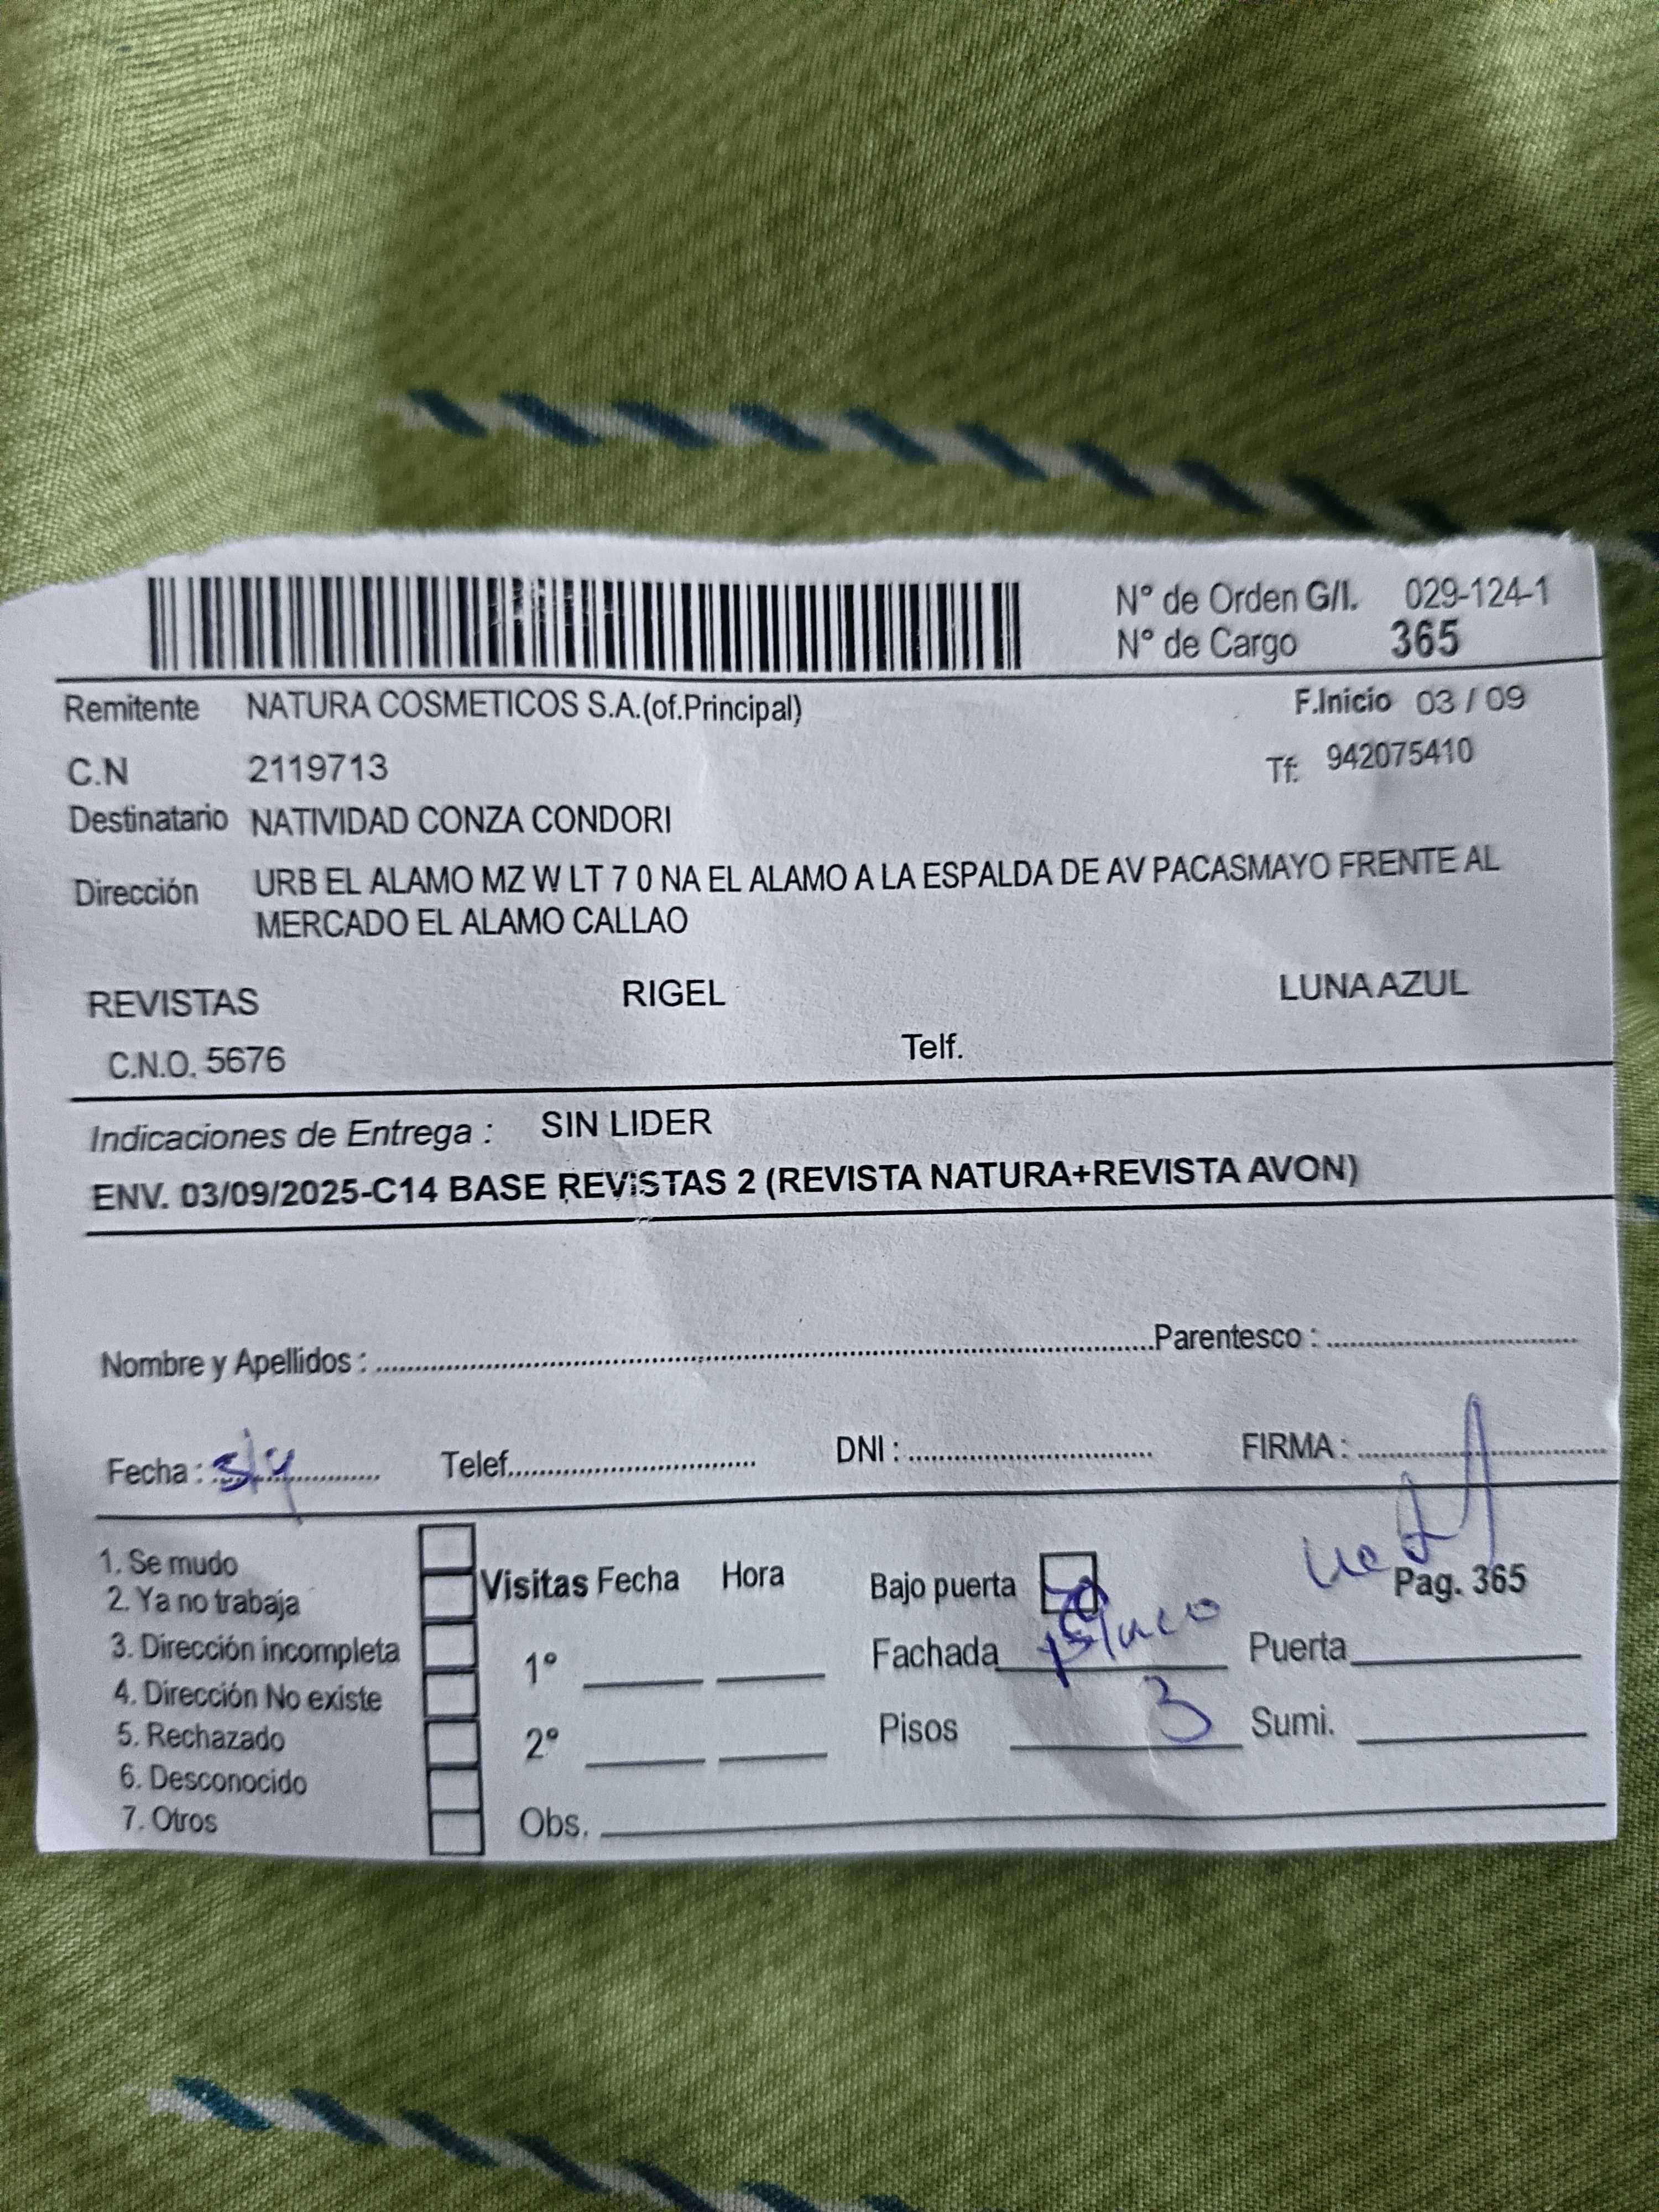 N° de Orden G/I. 029-124-1
N° de Cargo 365
Remitente NATURA COSMETICOS S.A.(of.Principal) F.Inicio 03 / 09
C.N 2119713 Tf: 942075410
Destinatario NATIVIDAD CONZA CONDORI
Dirección URB EL ALAMO MZ W LT 7 0 NA EL ALAMO A LA ESPALDA DE AV PACASMAYO FRENTE AL
MERCADO EL ALAMO CALLAO
REVISTAS RIGEL LUNA AZUL
C.N.O. 5676 Telf.
Indicaciones de Entrega : SIN LIDER
ENV. 03/09/2025-C14 BASE REVISTAS 2 (REVISTA NATURA+REVISTA AVON)
Nombre y Apellidos : Parentesco :
Fecha : Telef. DNI : FIRMA :
1. Se mudo
2. Ya no trabaja
3. Dirección incompleta
4. Dirección No existe
5. Rechazado
6. Desconocido
7. Otros
Visitas Fecha Hora
1°
2°
Obs.
Bajo puerta Pag. 365
Fachada Blanco Puerta
Pisos 3 Sumi.